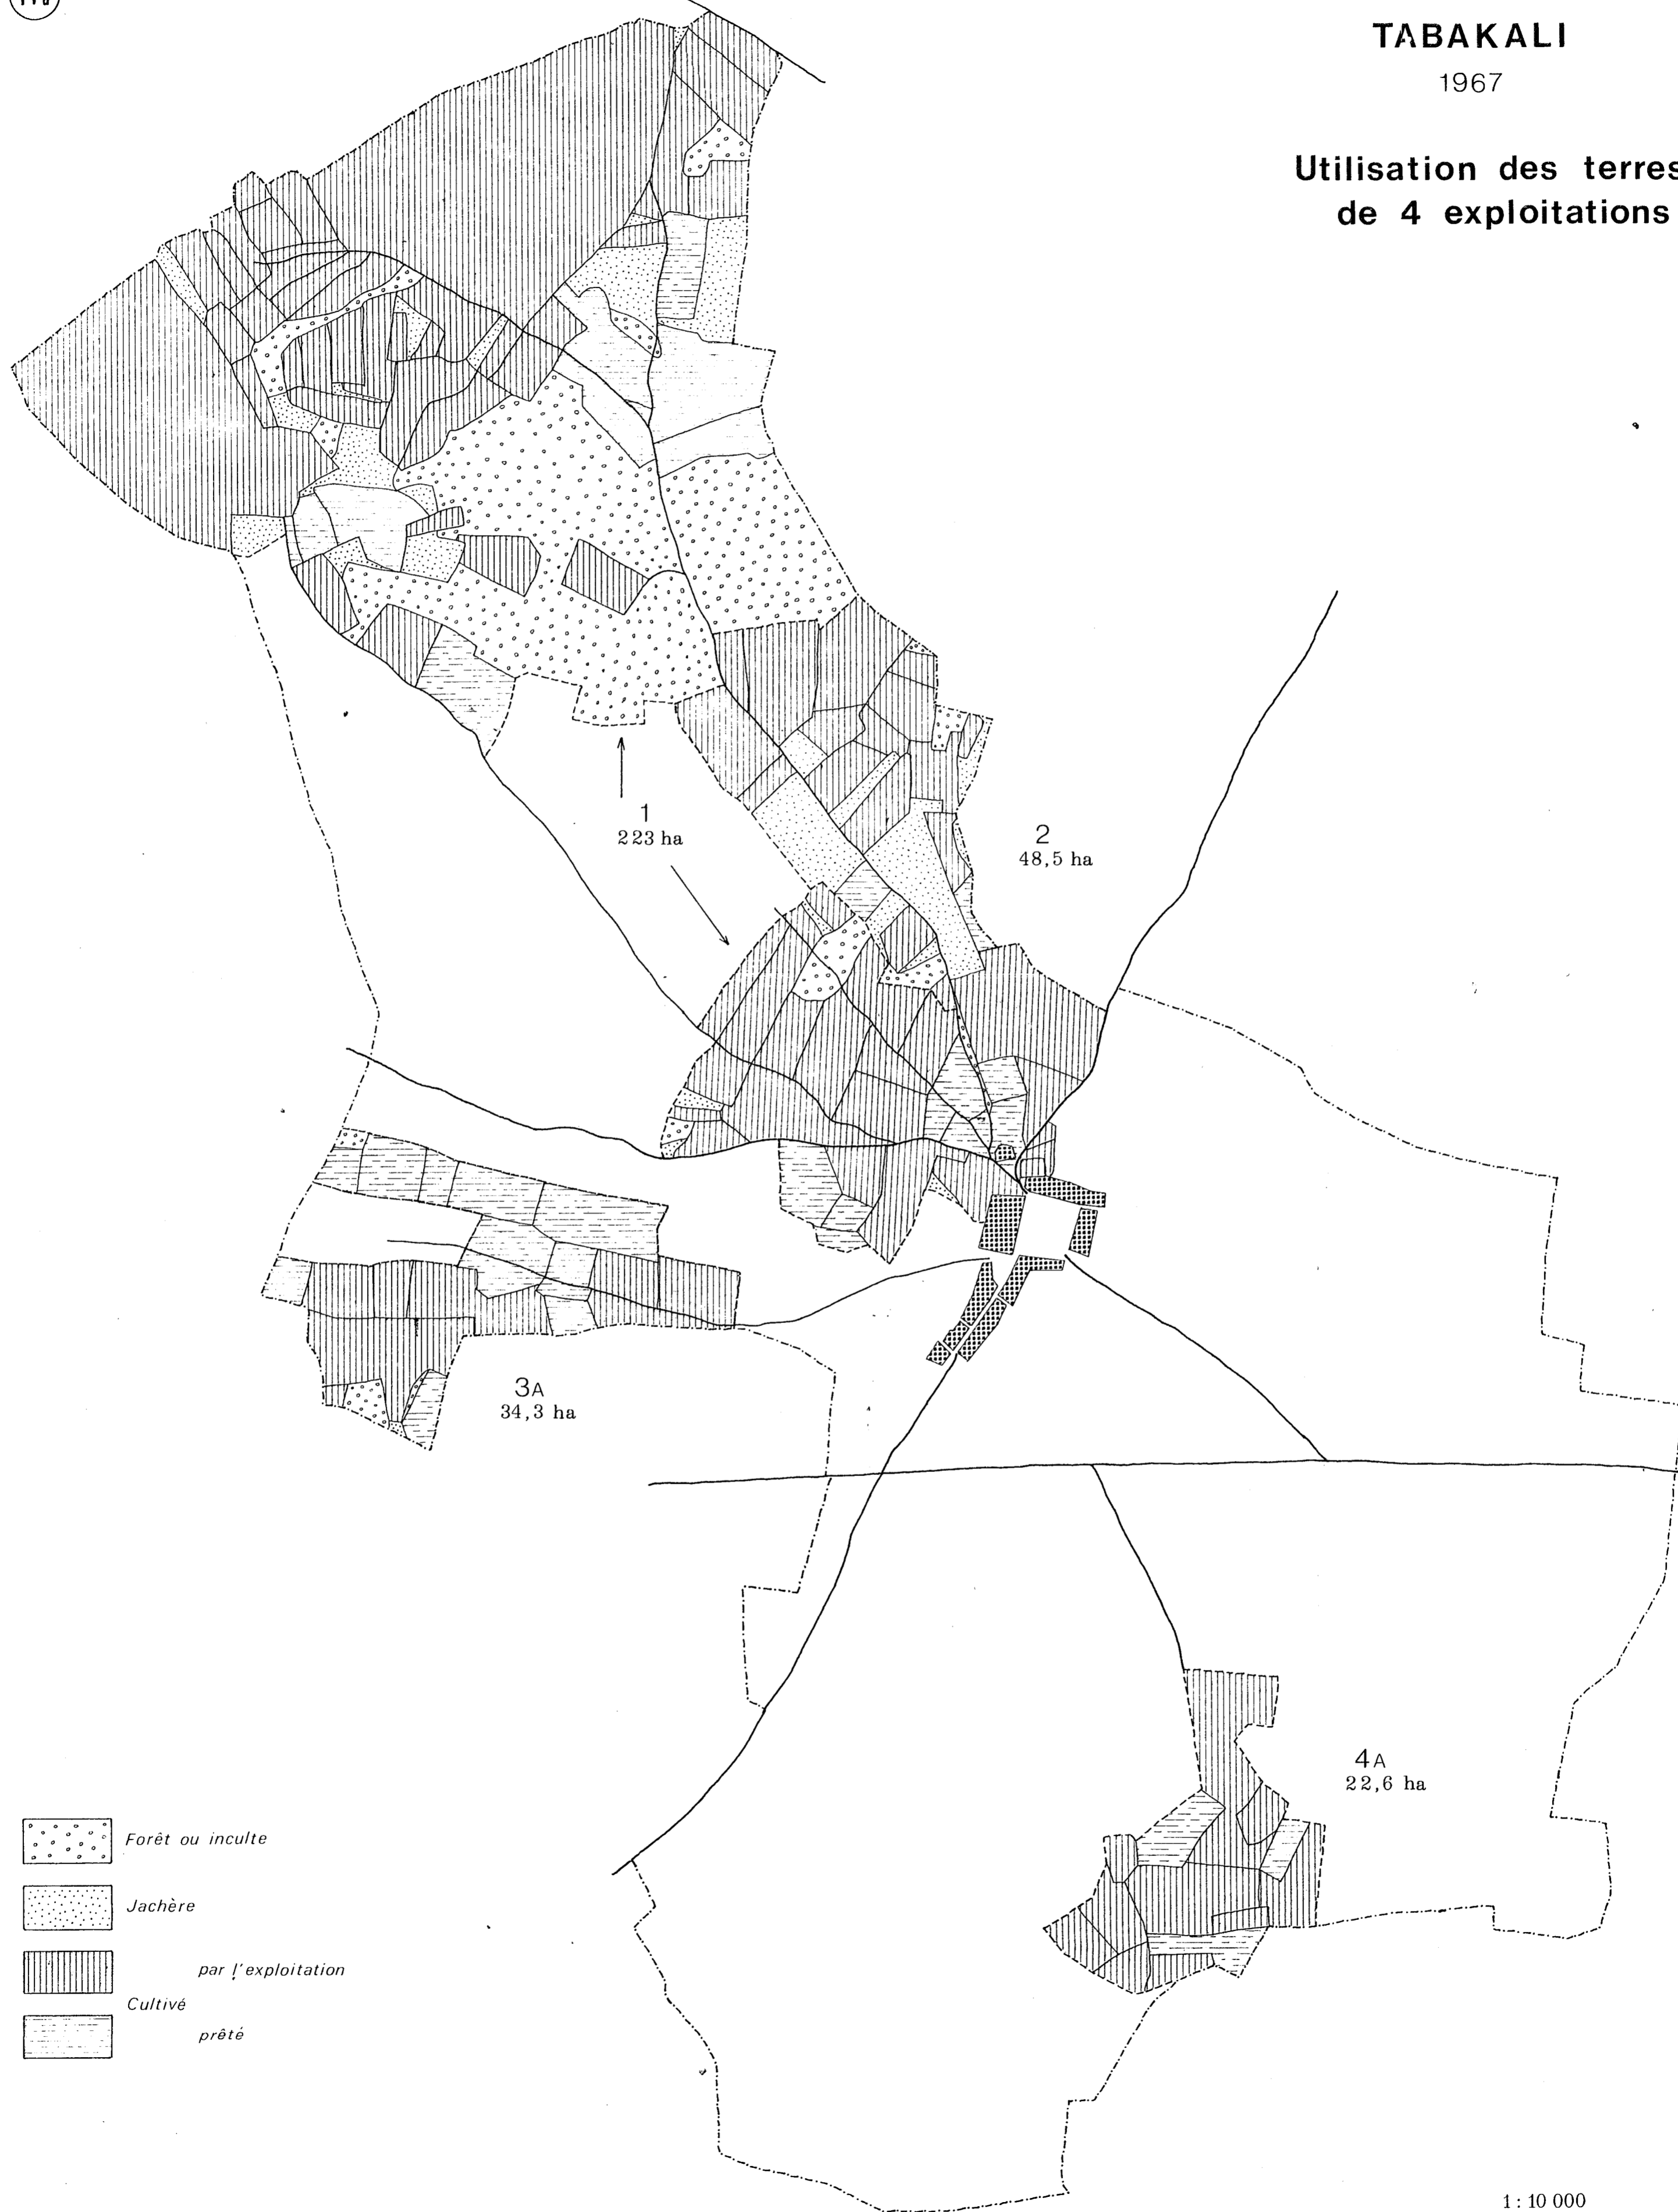 TABAKALI
1967
Utilisation des terres
de 4 exploitations
1
223 ha
2
48,5 ha
3A
34,3 ha
4A
22,6 ha
Forêt ou inculte
Jachère
par l'exploitation
Cultivé
prêté
1 : 10 000